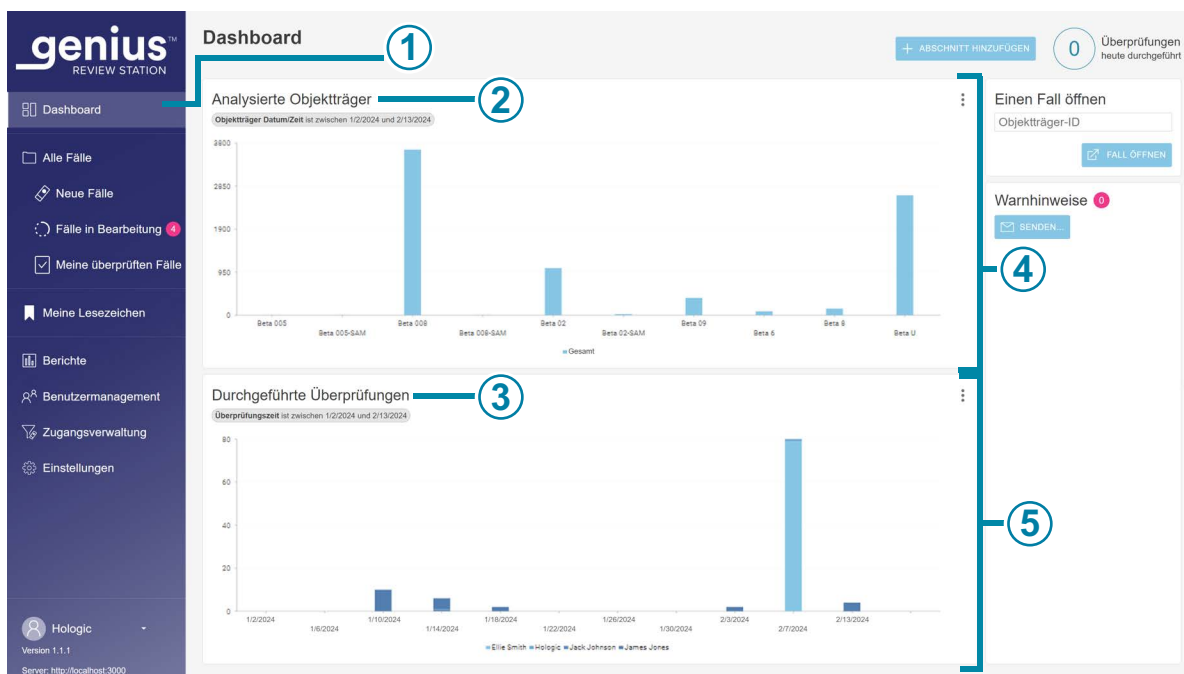 genius™
REVIEW STATION
Dashboard
Alle Fälle
Neue Fälle
Fälle in Bearbeitung 4
Meine überprüften Fälle
Meine Lesezeichen
Berichte
Benutzermanagement
Zugangsverwaltung
Einstellungen
Hologic
Version 1.1.1
Server: http://localhost:3000
Dashboard
1
+ ABSCHNITT HINZUFÜGEN
0
Überprüfungen
heute durchgeführt
Analysierte Objektträger
2
Objektträger Datum/Zeit ist zwischen 1/2/2024 und 2/13/2024
3800
2850
1900
950
0
Beta 005
Beta 005-SAM
Beta 008
Beta 008-SAM
Beta 02
Beta 02-SAM
Beta 09
Beta 6
Beta 8
Beta U
Gesamt
4
Durchgeführte Überprüfungen
3
Überprüfungszeit ist zwischen 1/2/2024 und 2/13/2024
80
60
40
20
0
1/2/2024
1/6/2024
1/10/2024
1/14/2024
1/18/2024
1/22/2024
1/26/2024
1/30/2024
2/3/2024
2/7/2024
2/13/2024
Ellie Smith Hologic Jack Johnson James Jones
5
Einen Fall öffnen
Objektträger-ID
FALL ÖFFNEN
Warnhinweise 0
SENDEN...